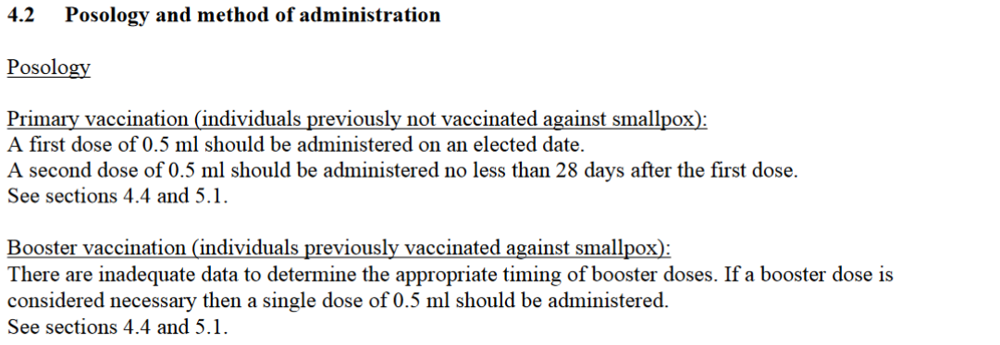 4.2 Posology and method of administration
Posology
Primary vaccination (individuals previously not vaccinated against smallpox):
A first dose of 0.5 ml should be administered on an elected date.
A second dose of 0.5 ml should be administered no less than 28 days after the first dose.
See sections 4.4 and 5.1.
Booster vaccination (individuals previously vaccinated against smallpox):
There are inadequate data to determine the appropriate timing of booster doses. If a booster dose is
considered necessary then a single dose of 0.5 ml should be administered.
See sections 4.4 and 5.1.